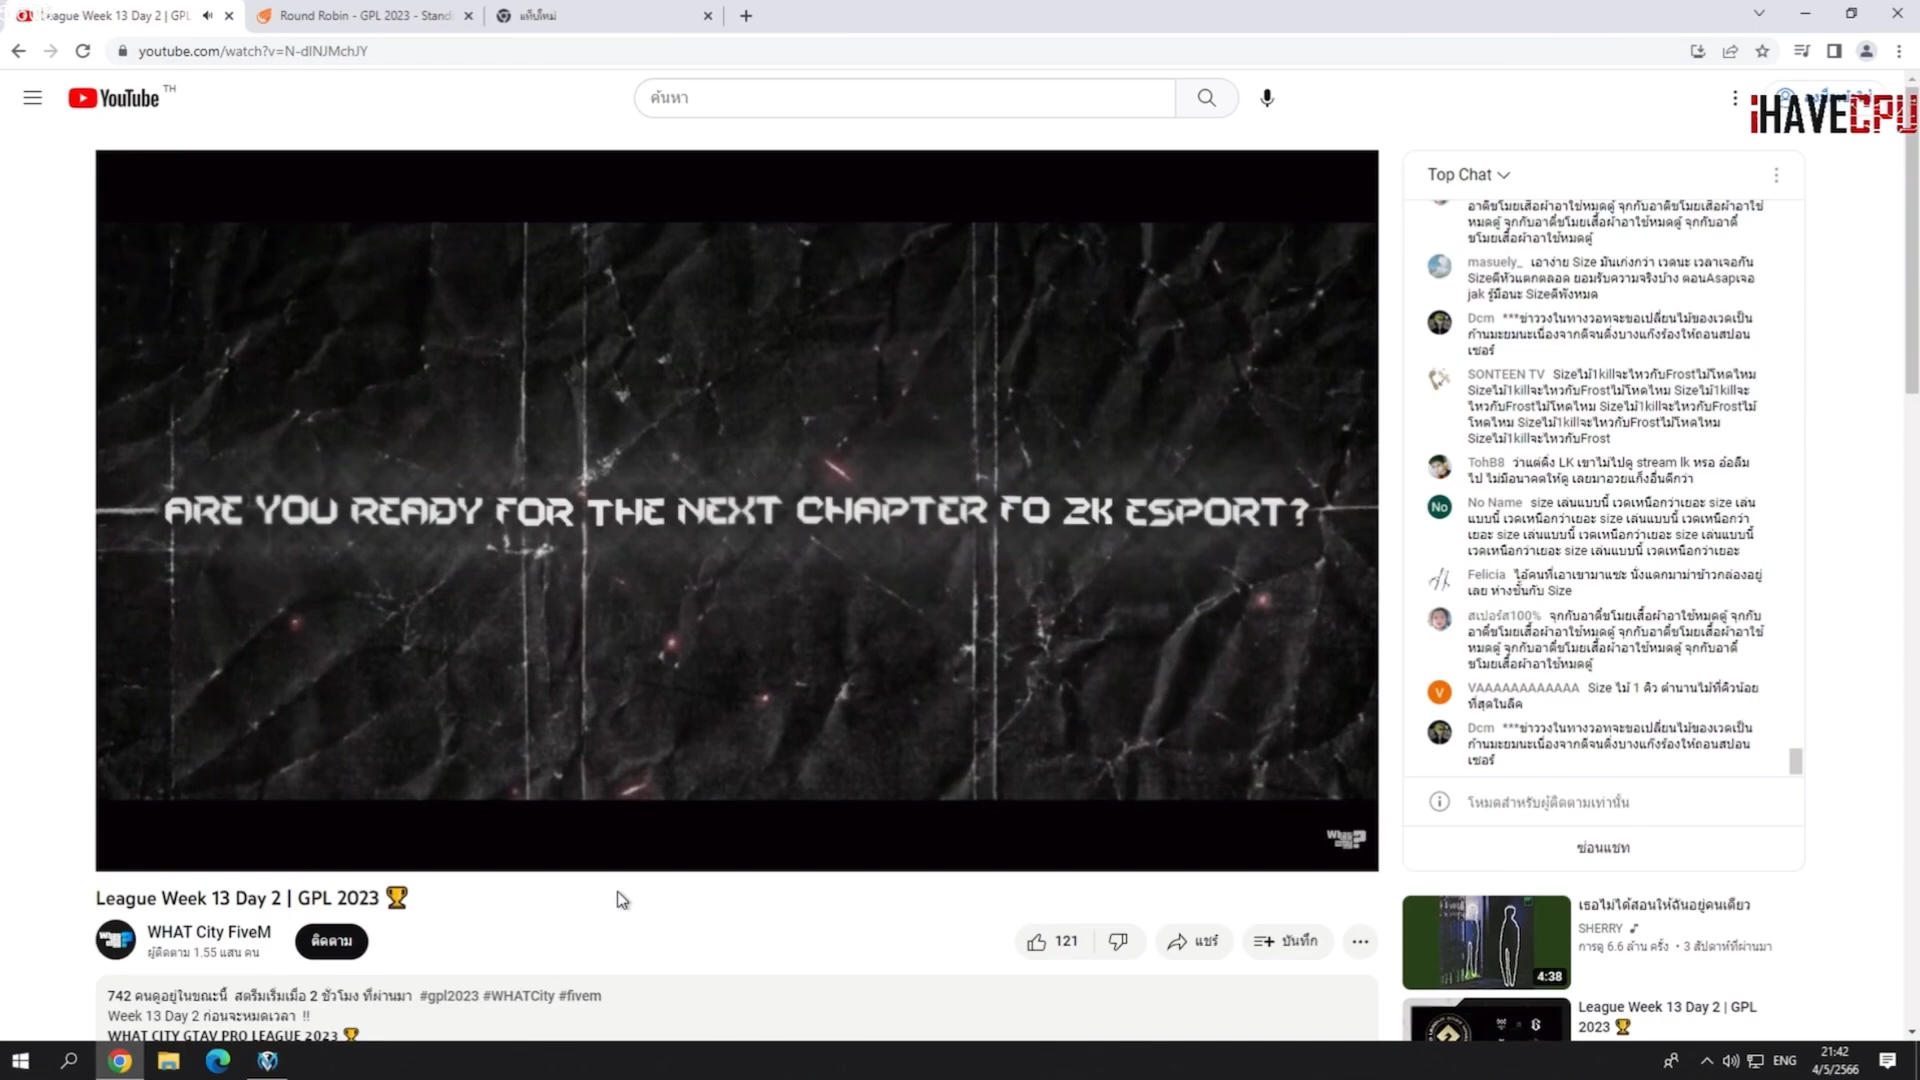 League Week 13 Day 2 | GPL
Round Robin - GPL 2023 - Stand
แท็บใหม่
youtube.com/watch?v=N-dINJMchJY
YouTube TH
ค้นหา
iHAVECPU
ARE YOU READY FOR THE NEXT CHAPTER FO 2K ESPORT?
Top Chat
อาตี๋ขโมยเสื้อผ้าอาใช้หมดตู้ จุกกับอาตี๋ขโมยเสื้อผ้าอาใช้
หมดตู้ จุกกับอาตี๋ขโมยเสื้อผ้าอาใช้หมดตู้ จุกกับอาตี๋
ขโมยเสื้อผ้าอาใช้หมดตู้
masuely_ เอาง่าย Size มันเก่งกว่า เวดนะ เวลาเจอกัน
Sizeตีหัวแตกตลอด ยอมรับความจริงบ้าง ตอนAsapเจอ
jak รู้มือนะ Sizeตีพังหมด
Dcm ***ข่าววงในทางวอทจะขอเปลี่ยนไม้ของเวดเป็น
ก้านมะยมนะเนื่องจากตีจนติ่งบางแก๊งร้องให้ถอนสปอน
เซอร์
SONTEEN TV Sizeไม้1killจะไหวกับFrostไม้โหดไหม
Sizeไม้1killจะไหวกับFrostไม้โหดไหม Sizeไม้1killจะ
ไหวกับFrostไม้โหดไหม Sizeไม้1killจะไหวกับFrostไม้
โหดไหม Sizeไม้1killจะไหวกับFrostไม้โหดไหม
Sizeไม้1killจะไหวกับFrost
TohB8 ว่าแต่ติ่ง LK เขาไม่ไปดู stream lk หรอ อ๋อลืม
ไป ไม่มีอนาคตให้ดู เลยมาอวยแก๊งอื่นดีกว่า
No
No Name size เล่นแบบนี้ เวดเหนือกว่าเยอะ size เล่น
แบบนี้ เวดเหนือกว่าเยอะ size เล่นแบบนี้ เวดเหนือกว่า
เยอะ size เล่นแบบนี้ เวดเหนือกว่าเยอะ size เล่นแบบนี้
เวดเหนือกว่าเยอะ size เล่นแบบนี้ เวดเหนือกว่าเยอะ
Felicia ไอ้คนที่เอาเขามาแซะ นั่งแดกมาม่าข้าวกล่องอยู่
เลย ห่างชั้นกับ Size
สเปอร์ส100% จุกกับอาตี๋ขโมยเสื้อผ้าอาใช้หมดตู้ จุกกับ
อาตี๋ขโมยเสื้อผ้าอาใช้หมดตู้ จุกกับอาตี๋ขโมยเสื้อผ้าอาใช้
หมดตู้ จุกกับอาตี๋ขโมยเสื้อผ้าอาใช้หมดตู้ จุกกับอาตี๋
ขโมยเสื้อผ้าอาใช้หมดตู้
V
VAAAAAAAAAAAA Size ไม้ 1 คิว ตำนานไม้ที่คิวน้อย
ที่สุดในลีค
Dcm ***ข่าววงในทางวอทจะขอเปลี่ยนไม้ของเวดเป็น
ก้านมะยมนะเนื่องจากตีจนติ่งบางแก๊งร้องให้ถอนสปอน
เซอร์
โหมดสำหรับผู้ติดตามเท่านั้น
ซ่อนแชท
League Week 13 Day 2 | GPL 2023 🏆
WHAT City FiveM
ผู้ติดตาม 1.55 แสน คน
ติดตาม
121
แชร์
บันทึก
742 คนดูอยู่ในขณะนี้ สตรีมเริ่มเมื่อ 2 ชั่วโมง ที่ผ่านมา #gpl2023 #WHATCity #fivem
Week 13 Day 2 ก่อนจะหมดเวลา !!
WHAT CITY GTAV PRO LEAGUE 2023 🏆
4:38
เธอไม่ได้สอนให้ฉันอยู่คนเดียว
SHERRY ♪
การดู 6.6 ล้าน ครั้ง • 3 สัปดาห์ที่ผ่านมา
League Week 13 Day 2 | GPL
2023 🏆
ENG
21:42
4/5/2566